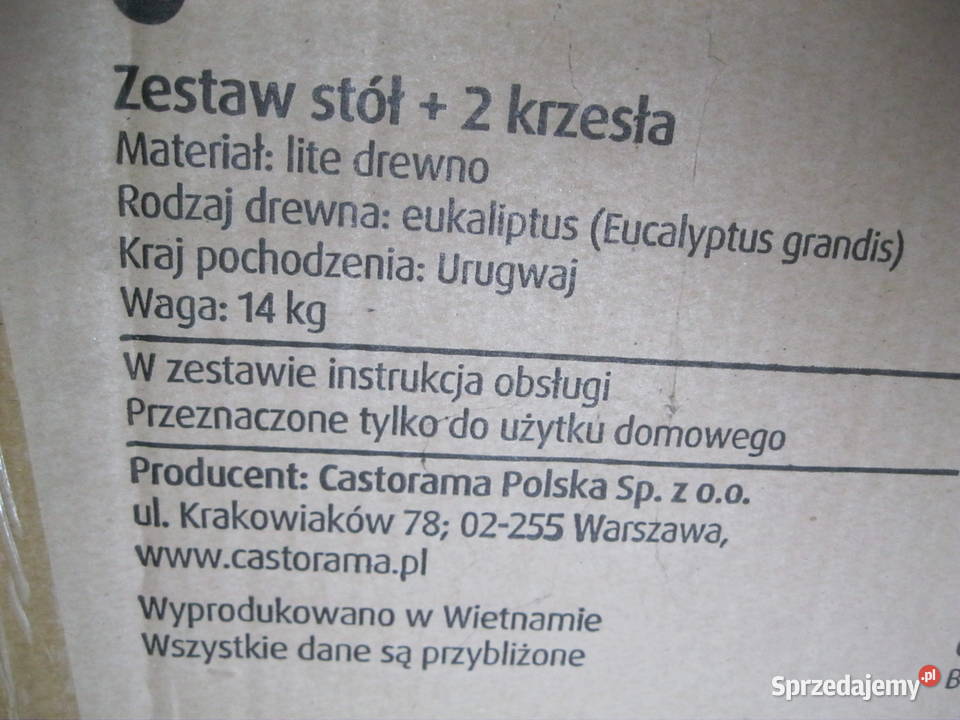 Zestaw stół + 2 krzesła
Materiał: lite drewno
Rodzaj drewna: eukaliptus (Eucalyptus grandis)
Kraj pochodzenia: Urugwaj
Waga: 14 kg
W zestawie instrukcja obsługi
Przeznaczone tylko do użytku domowego
Producent: Castorama Polska Sp. z o.o.
ul. Krakowiaków 78; 02-255 Warszawa,
www.castorama.pl
Wyprodukowano w Wietnamie
Wszystkie dane są przybliżone
Sprzedajemy.pl